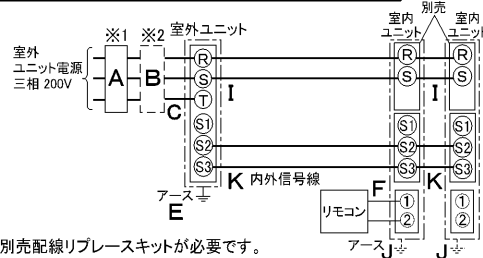 ※1
※2
室外ユニット
別売
室内
ユニット
室内
ユニット
室外
ユニット電源
三相 200V
A
B
C
R
S
T
S1
S2
S3
I
R
S
S1
S2
S3
I
R
S
S1
S2
S3
K 内外信号線
K
アース
E
F
リモコン
①
②
①
②
アース
J
J
別売配線リプレースキットが必要です。